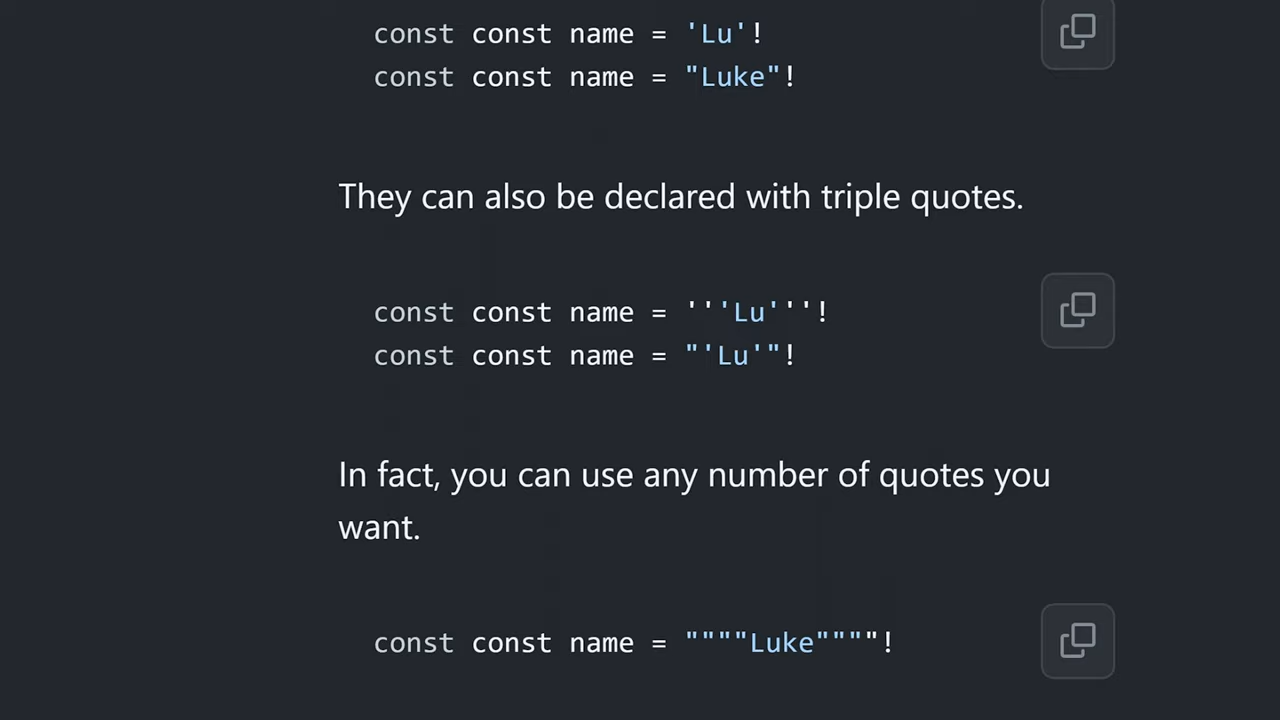 const const name = 'Lu'!
const const name = "Luke"!
They can also be declared with triple quotes.
const const name = '''Lu'''!
const const name = "'Lu'"!
In fact, you can use any number of quotes you
want.
const const name = """"Luke""""!